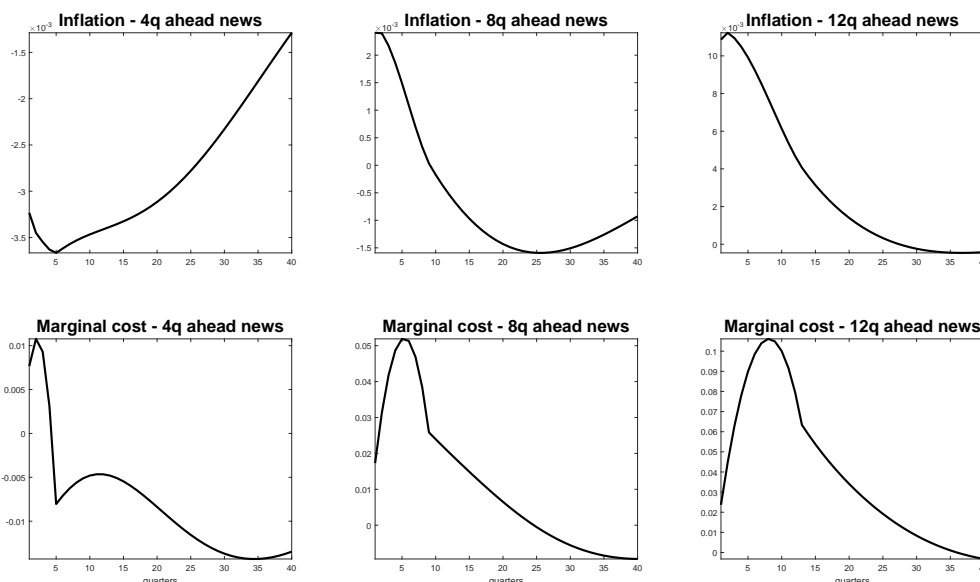 Inflation - 4q ahead news
×10⁻³
-1.5
-2
-2.5
-3
-3.5
5 10 15 20 25 30 35 40
Inflation - 8q ahead news
×10⁻³
2
1.5
1
0.5
0
-0.5
-1
-1.5
5 10 15 20 25 30 35 40
Inflation - 12q ahead news
×10⁻³
10
8
6
4
2
0
5 10 15 20 25 30 35
Marginal cost - 4q ahead news
0.01
0.005
0
-0.005
-0.01
5 10 15 20 25 30 35 40
quarters
Marginal cost - 8q ahead news
0.05
0.04
0.03
0.02
0.01
0
5 10 15 20 25 30 35 40
quarters
Marginal cost - 12q ahead news
0.1
0.09
0.08
0.07
0.06
0.05
0.04
0.03
0.02
0.01
0
5 10 15 20 25 30 35
quarters